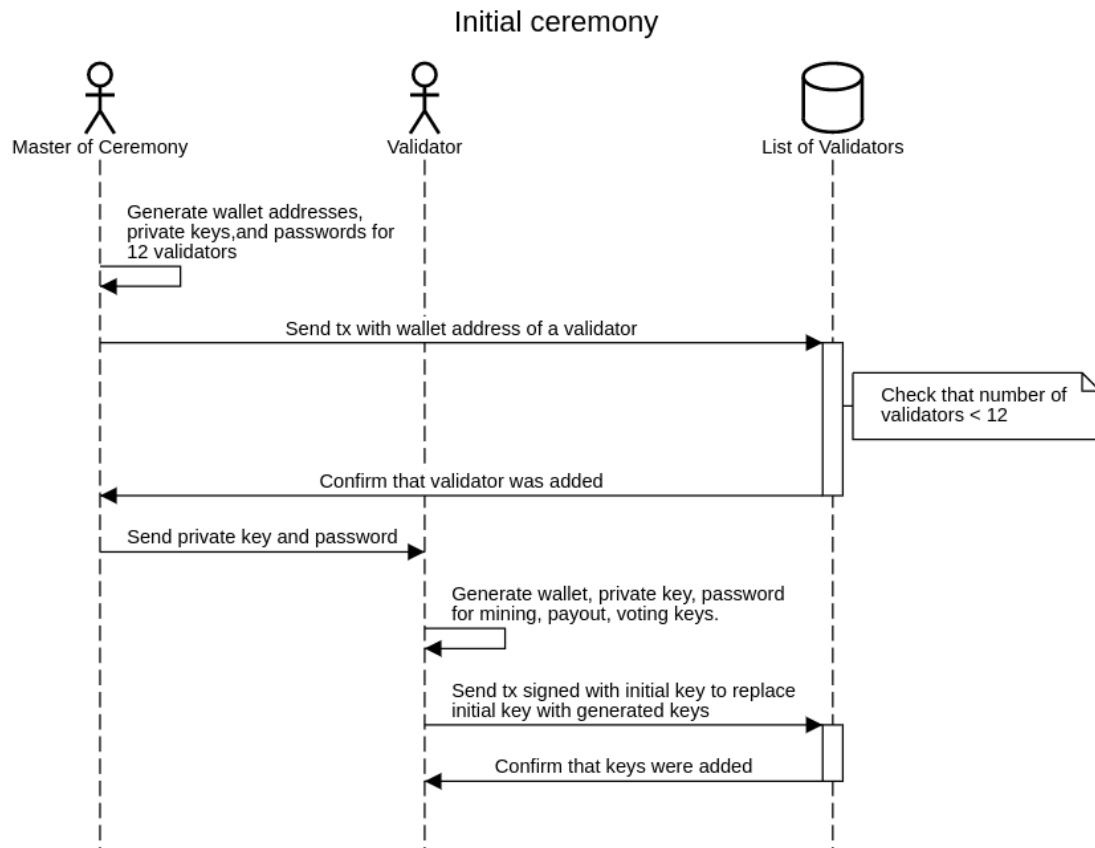 Initial ceremony
Master of Ceremony
Validator
List of Validators
Generate wallet addresses,
private keys,and passwords for
12 validators
Send tx with wallet address of a validator
Check that number of
validators < 12
Confirm that validator was added
Send private key and password
Generate wallet, private key, password
for mining, payout, voting keys.
Send tx signed with initial key to replace
initial key with generated keys
Confirm that keys were added